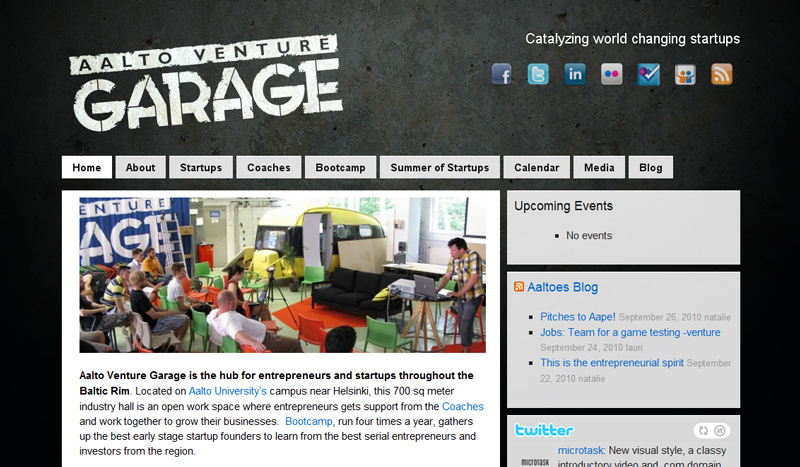 AALTO VENTURE
GARAGE
Catalyzing world changing startups
Home About Startups Coaches Bootcamp Summer of Startups Calendar Media Blog
ENTURE
AGE
Upcoming Events
No events
Aaltoes Blog
Pitches to Aape! September 26, 2010 natalie
Jobs: Team for a game testing -venture
September 24, 2010 lauri
This is the entrepreneurial spirit September
22, 2010 natalie
Aalto Venture Garage is the hub for entrepreneurs and startups throughout the
Baltic Rim. Located on Aalto University's campus near Helsinki, this 700 sq meter
industry hall is an open work space where entrepreneurs gets support from the Coaches
and work together to grow their businesses. Bootcamp, run four times a year, gathers
up the best early stage startup founders to learn from the best serial entrepreneurs and
investors from the region.
twitter
microtask: New visual style, a classy
introductory video and .com domain
MICROTASK